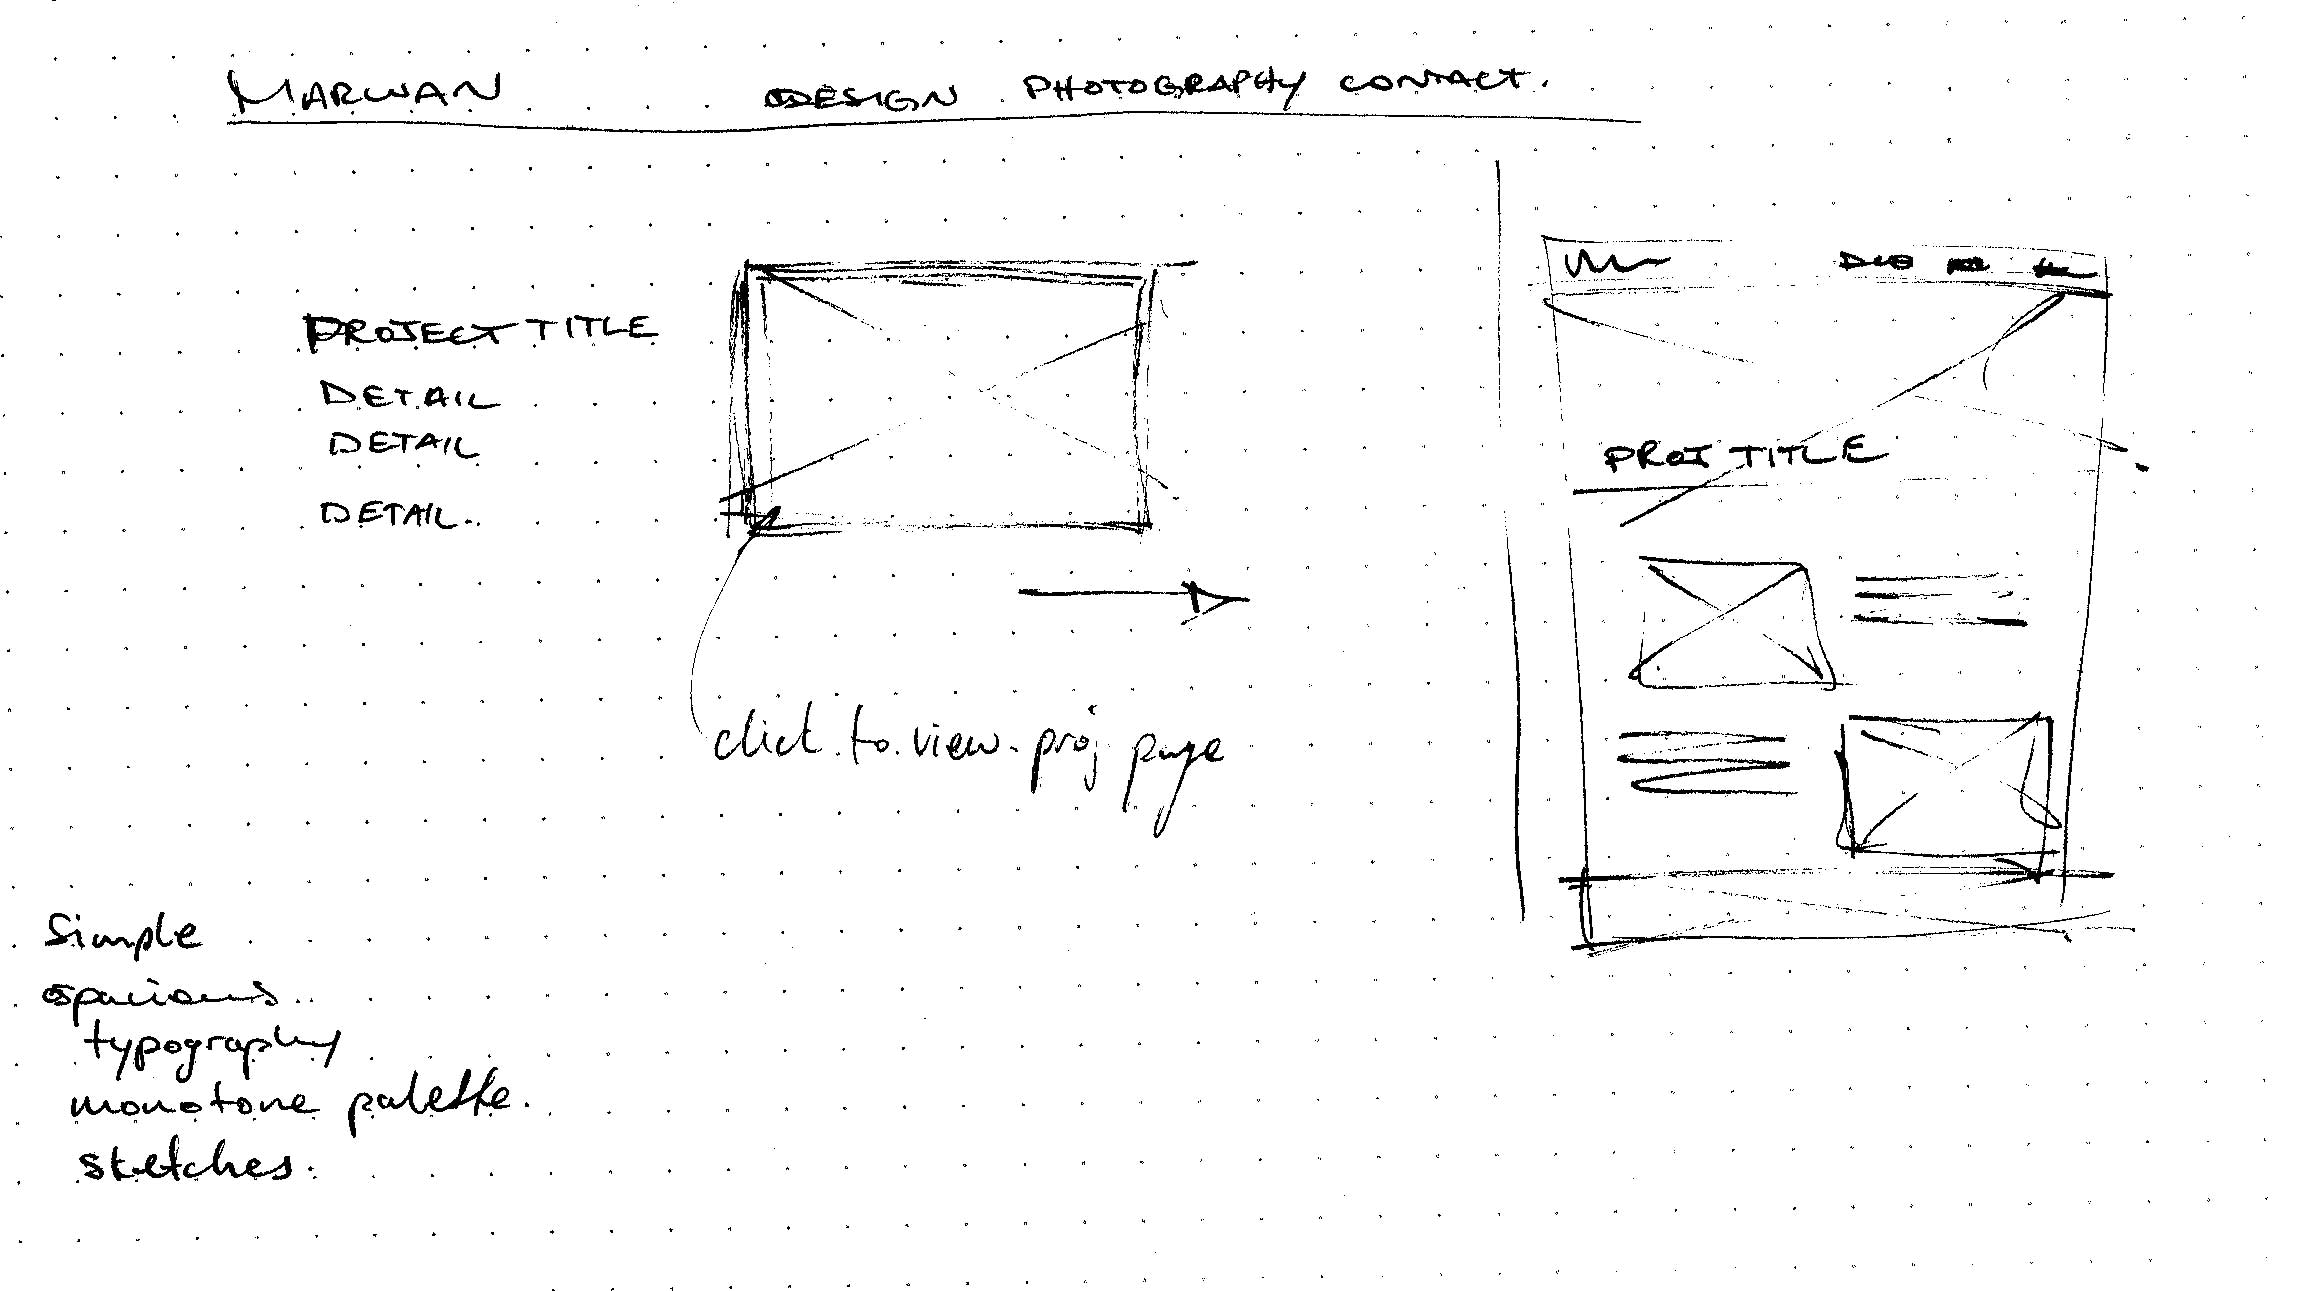 MARWAN DESIGN PHOTOGRAPHY CONTACT.
PROJECT TITLE
DETAIL
DETAIL
DETAIL..
click to view proj page
PROJ TITLE
Simple
spacious..
typography
monotone palette.
sketches.